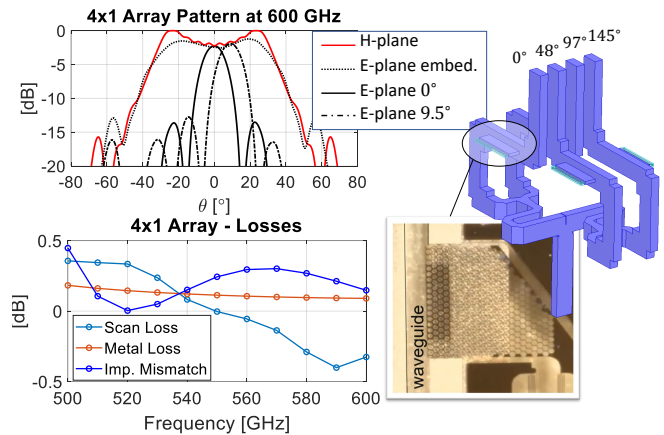 4x1 Array Pattern at 600 GHz
0
-5
-10
-15
-20
[dB]
-80 -60 -40 -20 0 20 40 60 80
θ [°]
H-plane
E-plane embed.
E-plane 0°
E-plane 9.5°
0° 48° 97° 145°
4x1 Array - Losses
0.5
0
-0.5
[dB]
Scan Loss
Metal Loss
Imp. Mismatch
500 520 540 560 580 600
Frequency [GHz]
waveguide